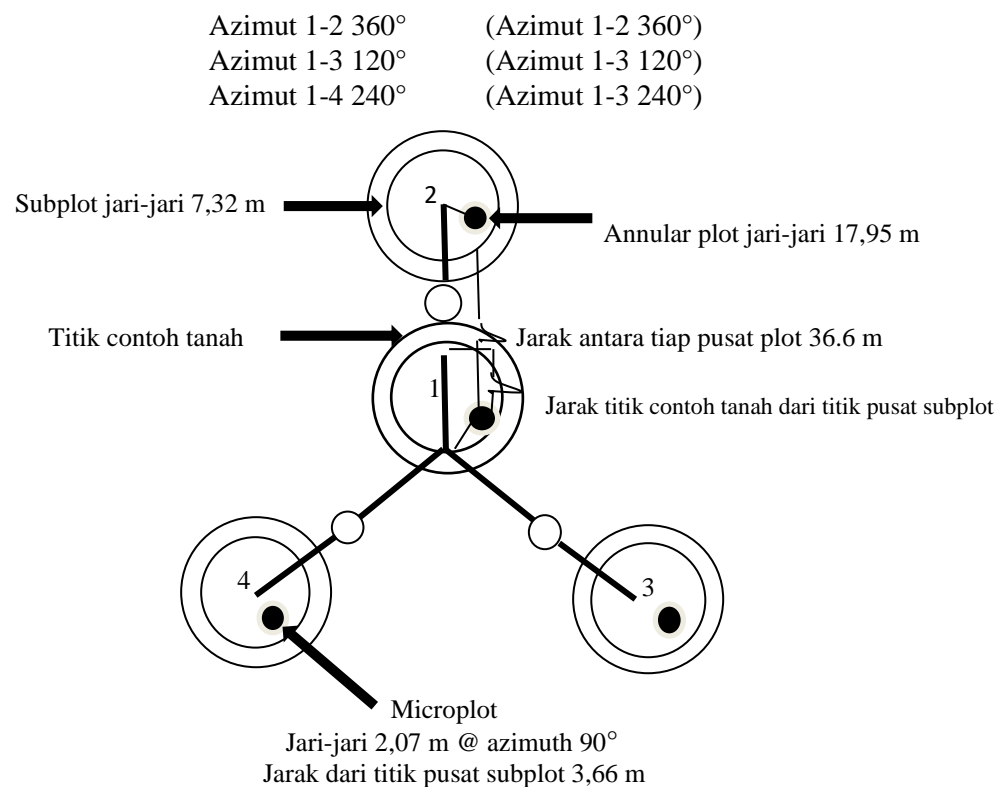 Azimut 1-2 360° (Azimut 1-2 360°)
Azimut 1-3 120° (Azimut 1-3 120°)
Azimut 1-4 240° (Azimut 1-3 240°)
2
Subplot jari-jari 7,32 m
Annular plot jari-jari 17,95 m
Titik contoh tanah
Jarak antara tiap pusat plot 36.6 m
1
Jarak titik contoh tanah dari titik pusat subplot
4
3
Microplot
Jari-jari 2,07 m @ azimuth 90°
Jarak dari titik pusat subplot 3,66 m